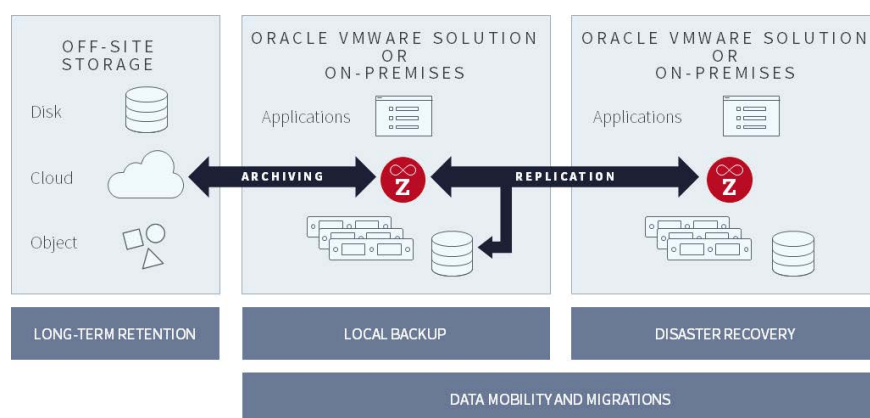 OFF-SITE
STORAGE
Disk
Cloud
Object
ARCHIVING
ORACLE VMWARE SOLUTION
OR
ON-PREMISES
Applications
Z
REPLICATION
ORACLE VMWARE SOLUTION
OR
ON-PREMISES
Applications
Z
LONG-TERM RETENTION
LOCAL BACKUP
DISASTER RECOVERY
DATA MOBILITY AND MIGRATIONS